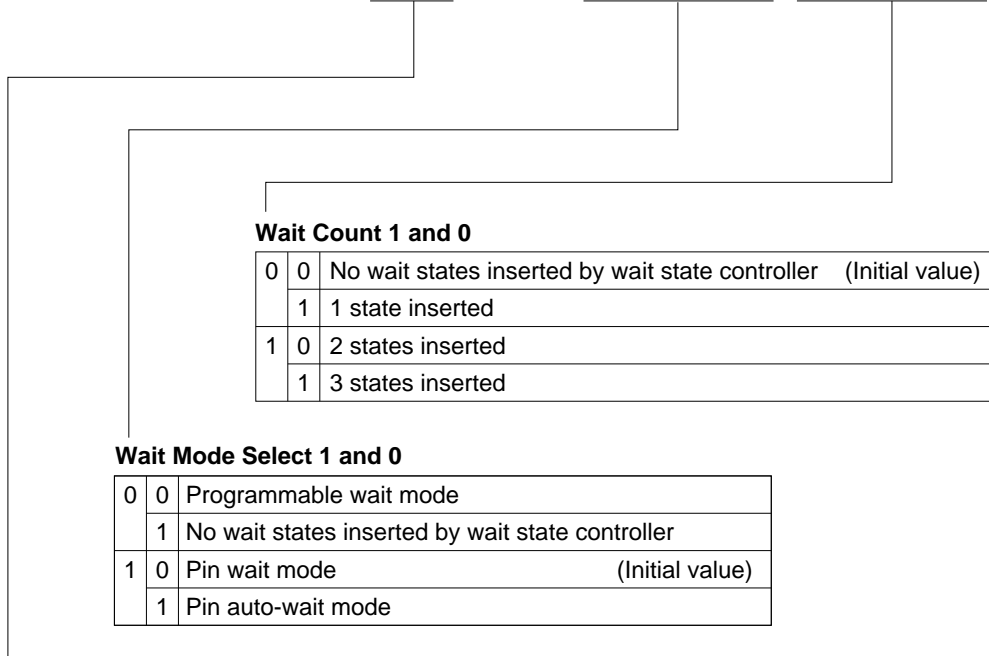 Wait Count 1 and 0
0 0 No wait states inserted by wait state controller (Initial value)
1 1 state inserted
1 0 2 states inserted
1 3 states inserted
Wait Mode Select 1 and 0
0 0 Programmable wait mode
1 No wait states inserted by wait state controller
1 0 Pin wait mode (Initial value)
1 Pin auto-wait mode